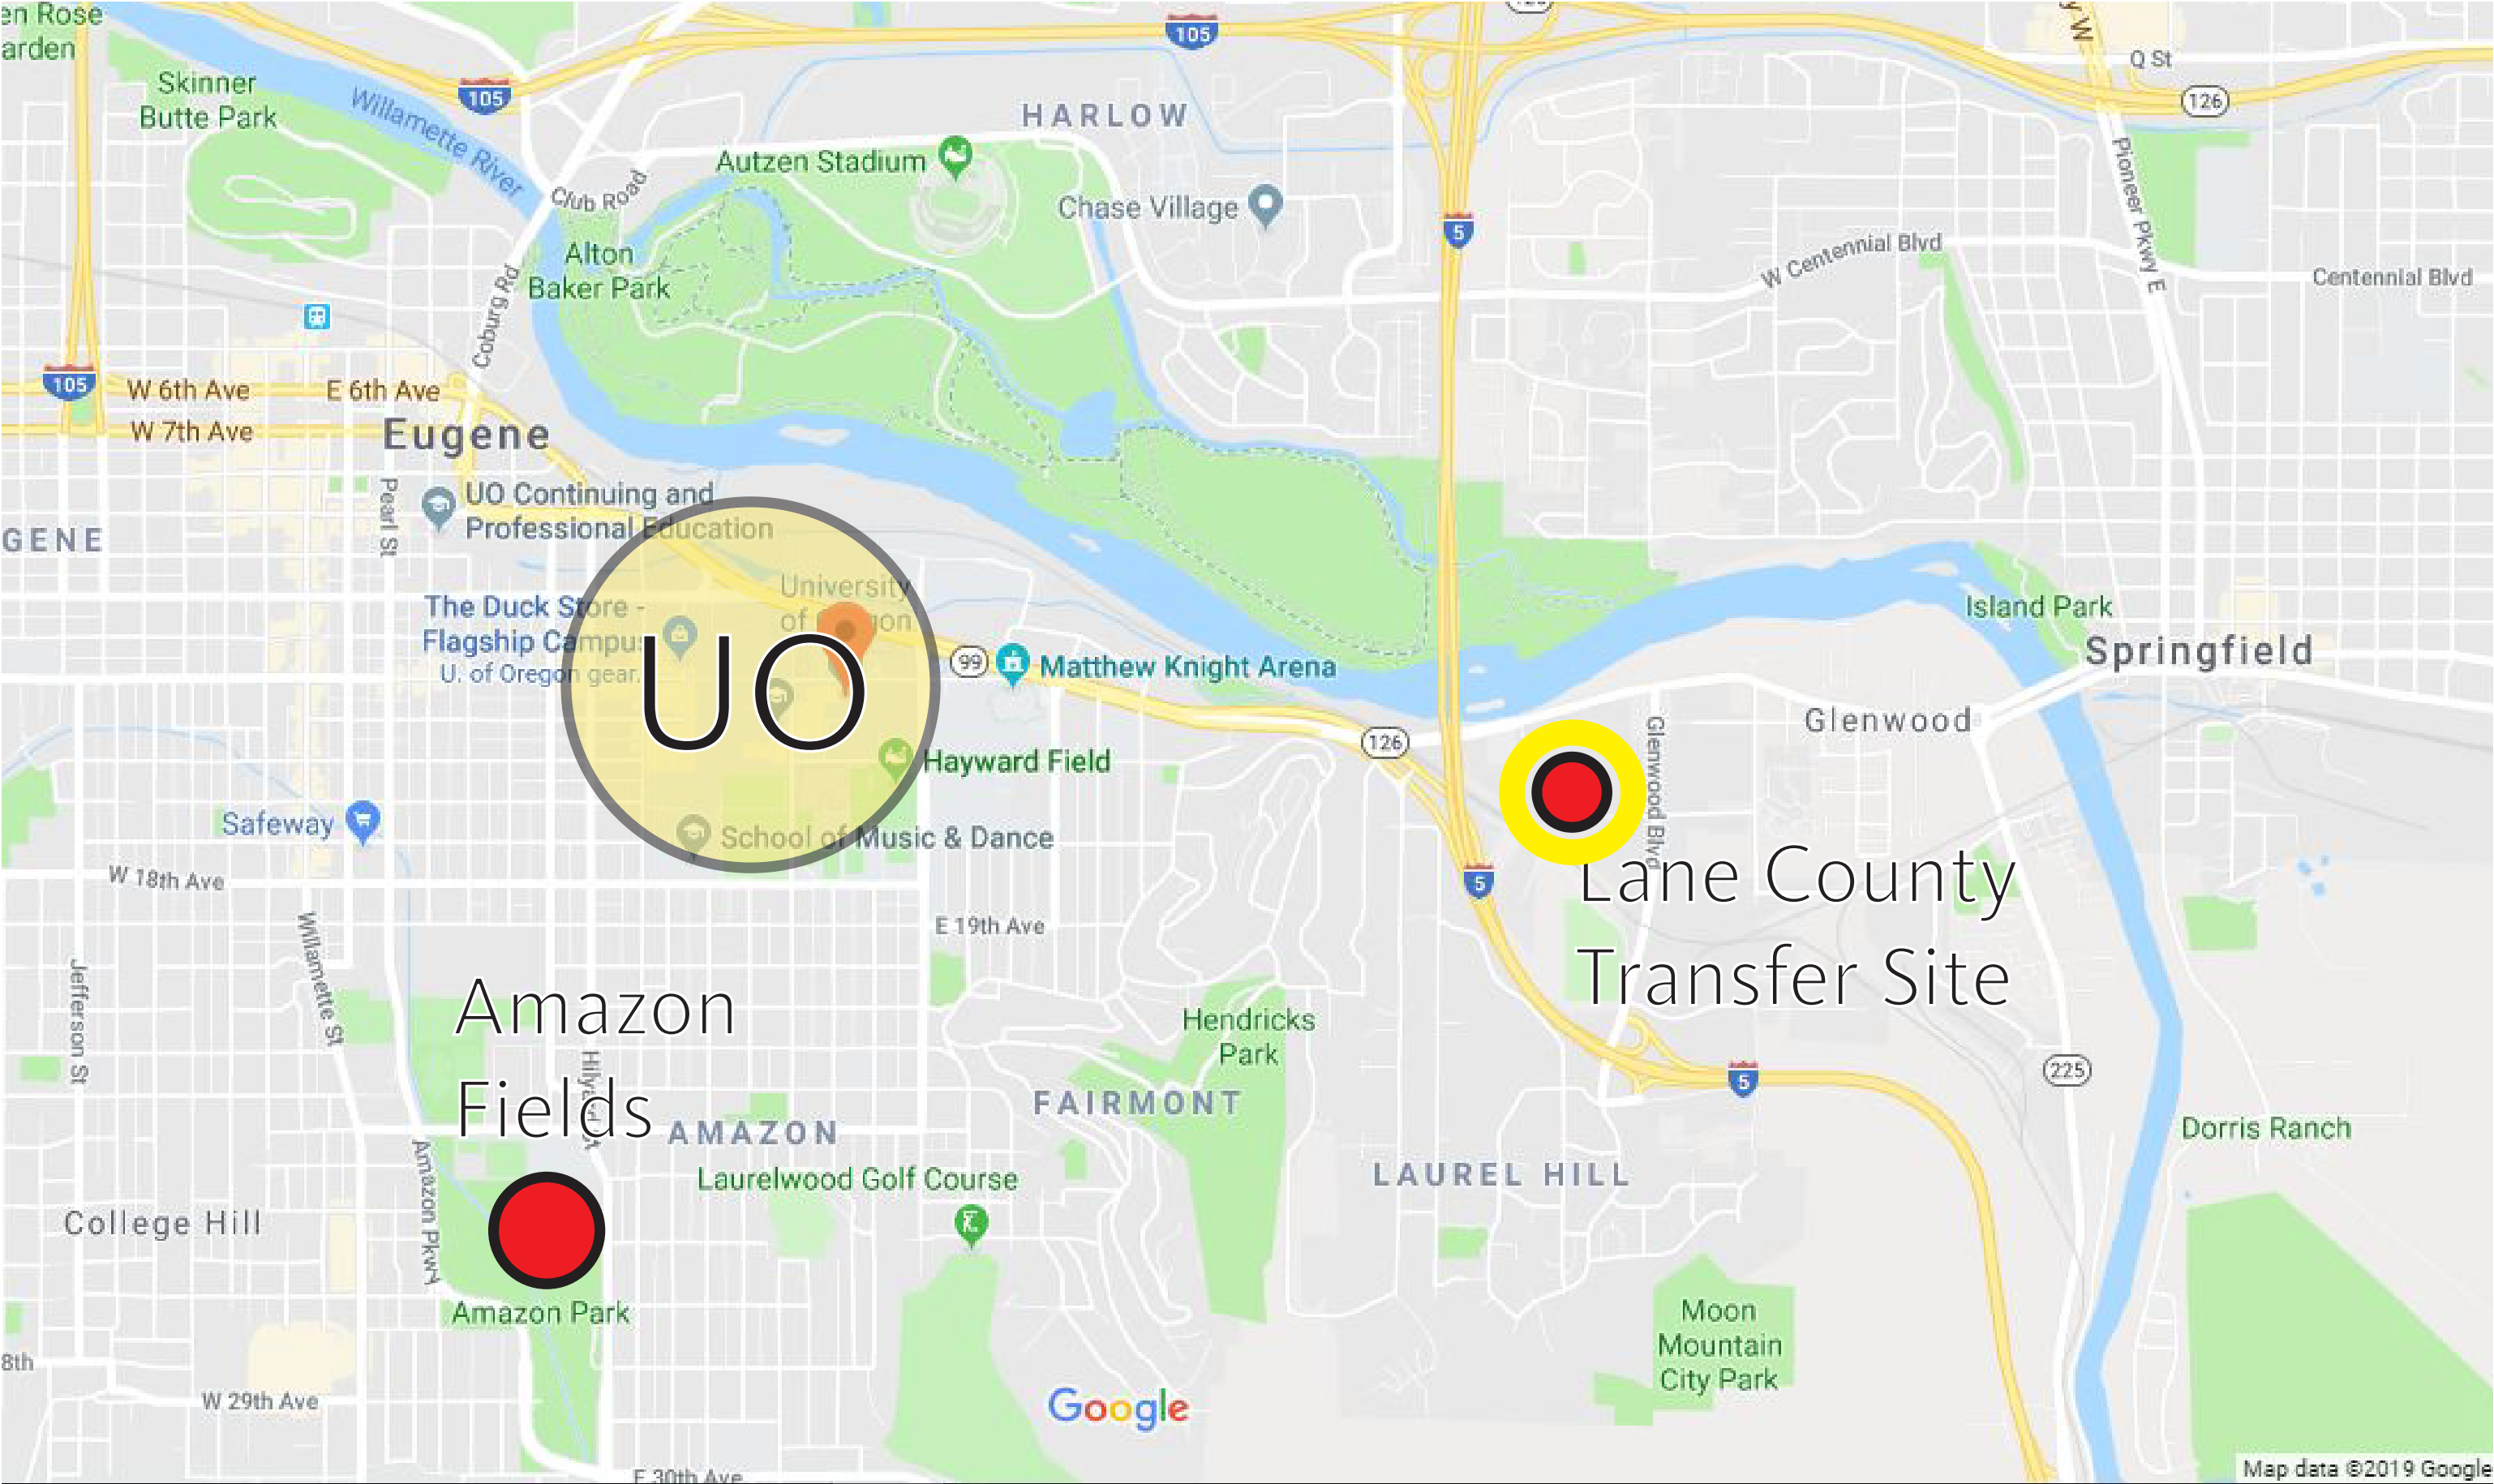 en Rose
arden
Skinner
Butte Park
Willamette River
105
105
Q St
126
Pioneer Pkwy E
HARLOW
Autzen Stadium
Club Road
Chase Village
5
Alton
Baker Park
Coburg Rd
W Centennial Blvd
Centennial Blvd
105
W 6th Ave
E 6th Ave
W 7th Ave
Eugene
Pearl St
UO Continuing and
Professional Education
GENE
University
The Duck Store -
Flagship Campus
U. of Oregon gear.
UO
99
Matthew Knight Arena
Island Park
Springfield
Glenwood
Glenwood Blvd
126
Hayward Field
Safeway
School of Music & Dance
W 18th Ave
5
Lane County
Transfer Site
E 19th Ave
Willamette St
Jefferson St
Amazon
Fields
Hendricks
Park
5
225
FAIRMONT
AMAZON
Dorris Ranch
Amazon Pkwy
Laurelwood Golf Course
LAUREL HILL
College Hill
Amazon Park
Moon
Mountain
City Park
8th
W 29th Ave
Google
E 30th Ave
Map data ©2019 Google